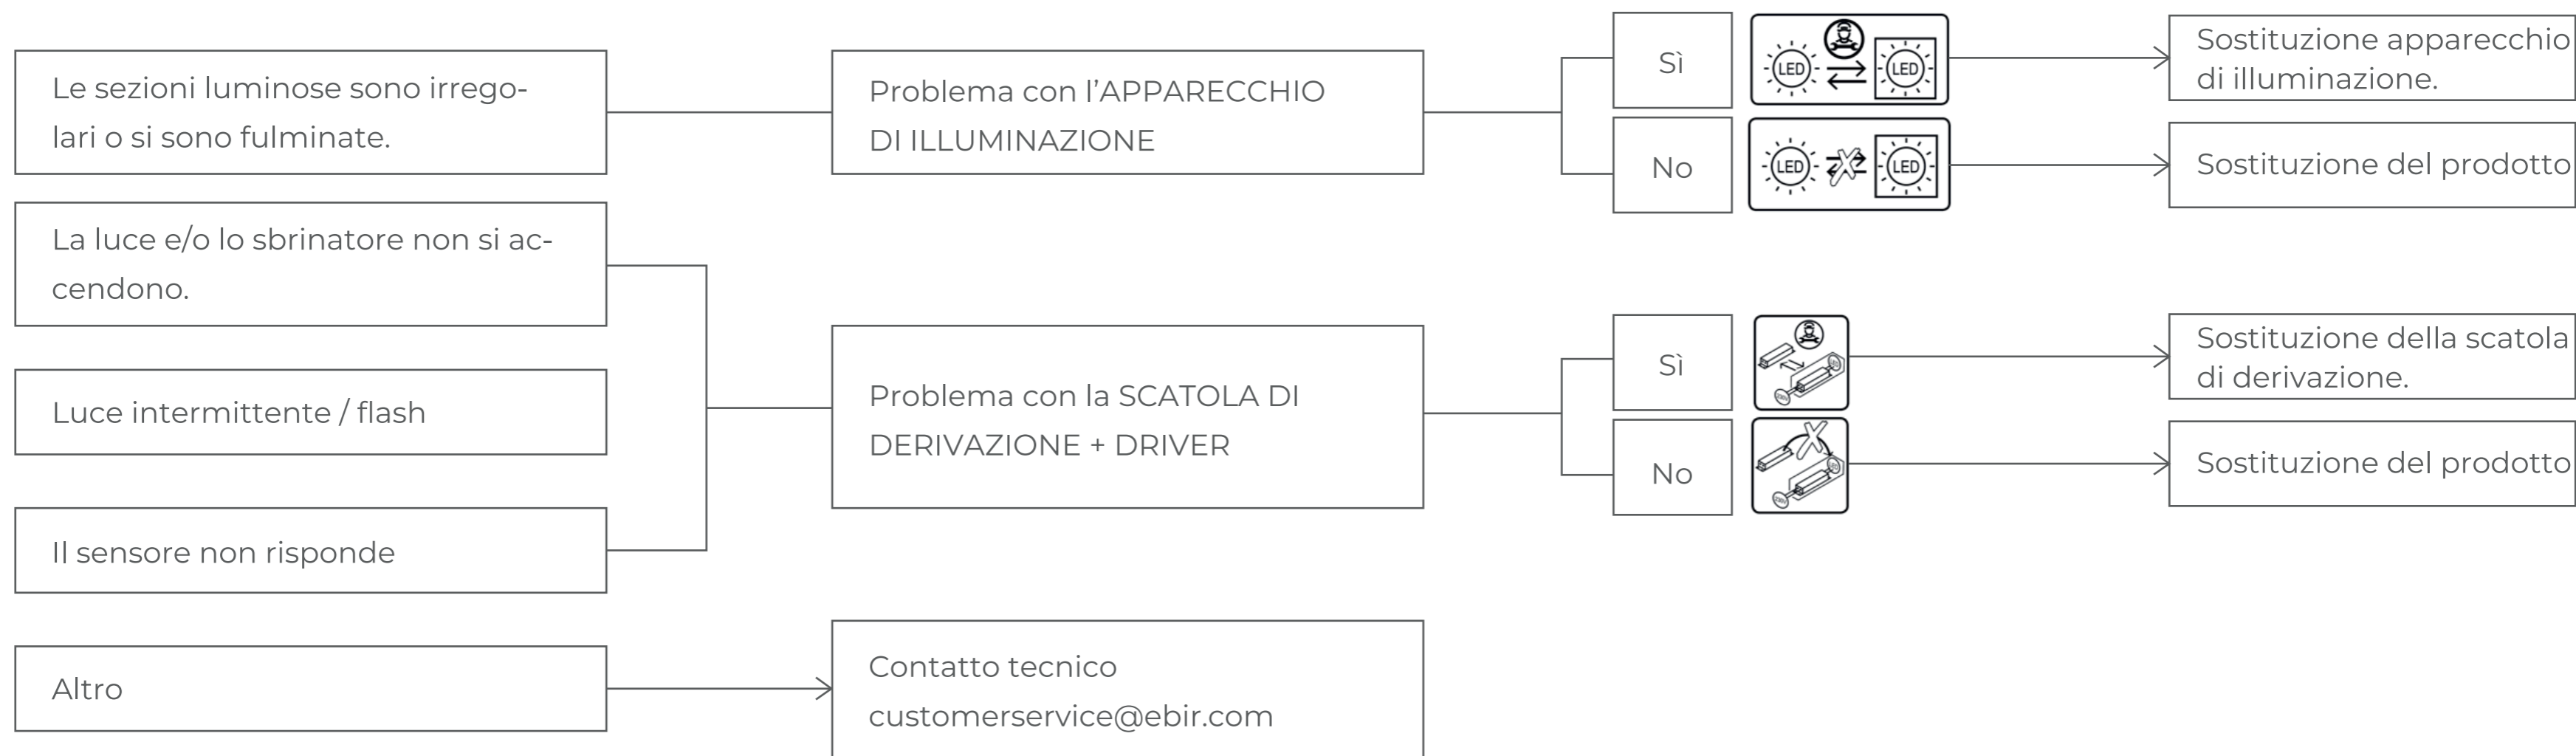 Le sezioni luminose sono irrego-
lari o si sono fulminate.
Problema con l’APPARECCHIO
DI ILLUMINAZIONE
Sì
LED
LED
Sostituzione apparecchio
di illuminazione.
No
LED
LED
Sostituzione del prodotto
La luce e/o lo sbrinatore non si ac-
cendono.
Luce intermittente / flash
Il sensore non risponde
Problema con la SCATOLA DI
DERIVAZIONE + DRIVER
Sì
Sostituzione della scatola
di derivazione.
No
Sostituzione del prodotto
Altro
Contatto tecnico
customerservice@ebir.com